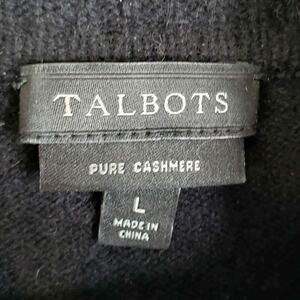 TALBOTS
PURE CASHMERE
L
MADE IN
CHINA